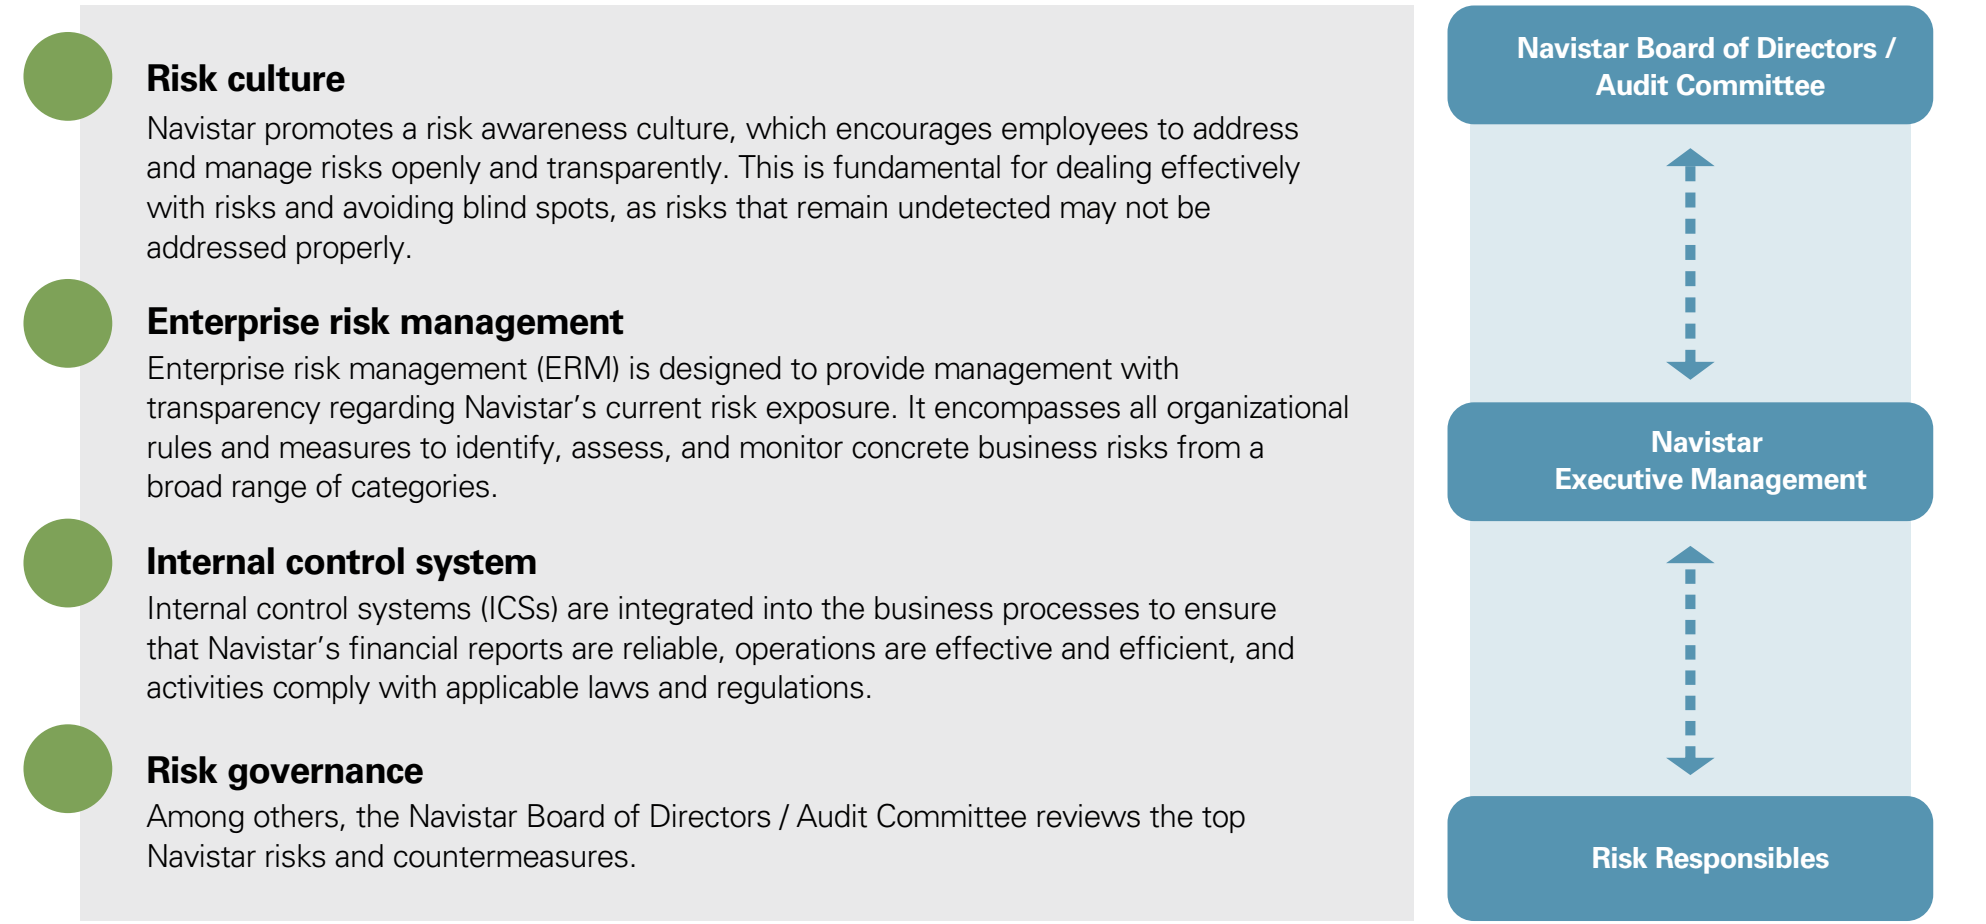 Risk culture
Navistar promotes a risk awareness culture, which encourages employees to address
and manage risks openly and transparently. This is fundamental for dealing effectively
with risks and avoiding blind spots, as risks that remain undetected may not be
addressed properly.
Enterprise risk management
Enterprise risk management (ERM) is designed to provide management with
transparency regarding Navistar’s current risk exposure. It encompasses all organizational
rules and measures to identify, assess, and monitor concrete business risks from a
broad range of categories.
Internal control system
Internal control systems (ICSs) are integrated into the business processes to ensure
that Navistar’s financial reports are reliable, operations are effective and efficient, and
activities comply with applicable laws and regulations.
Risk governance
Among others, the Navistar Board of Directors / Audit Committee reviews the top
Navistar risks and countermeasures.
Navistar Board of Directors /
Audit Committee
Navistar
Executive Management
Risk Responsibles